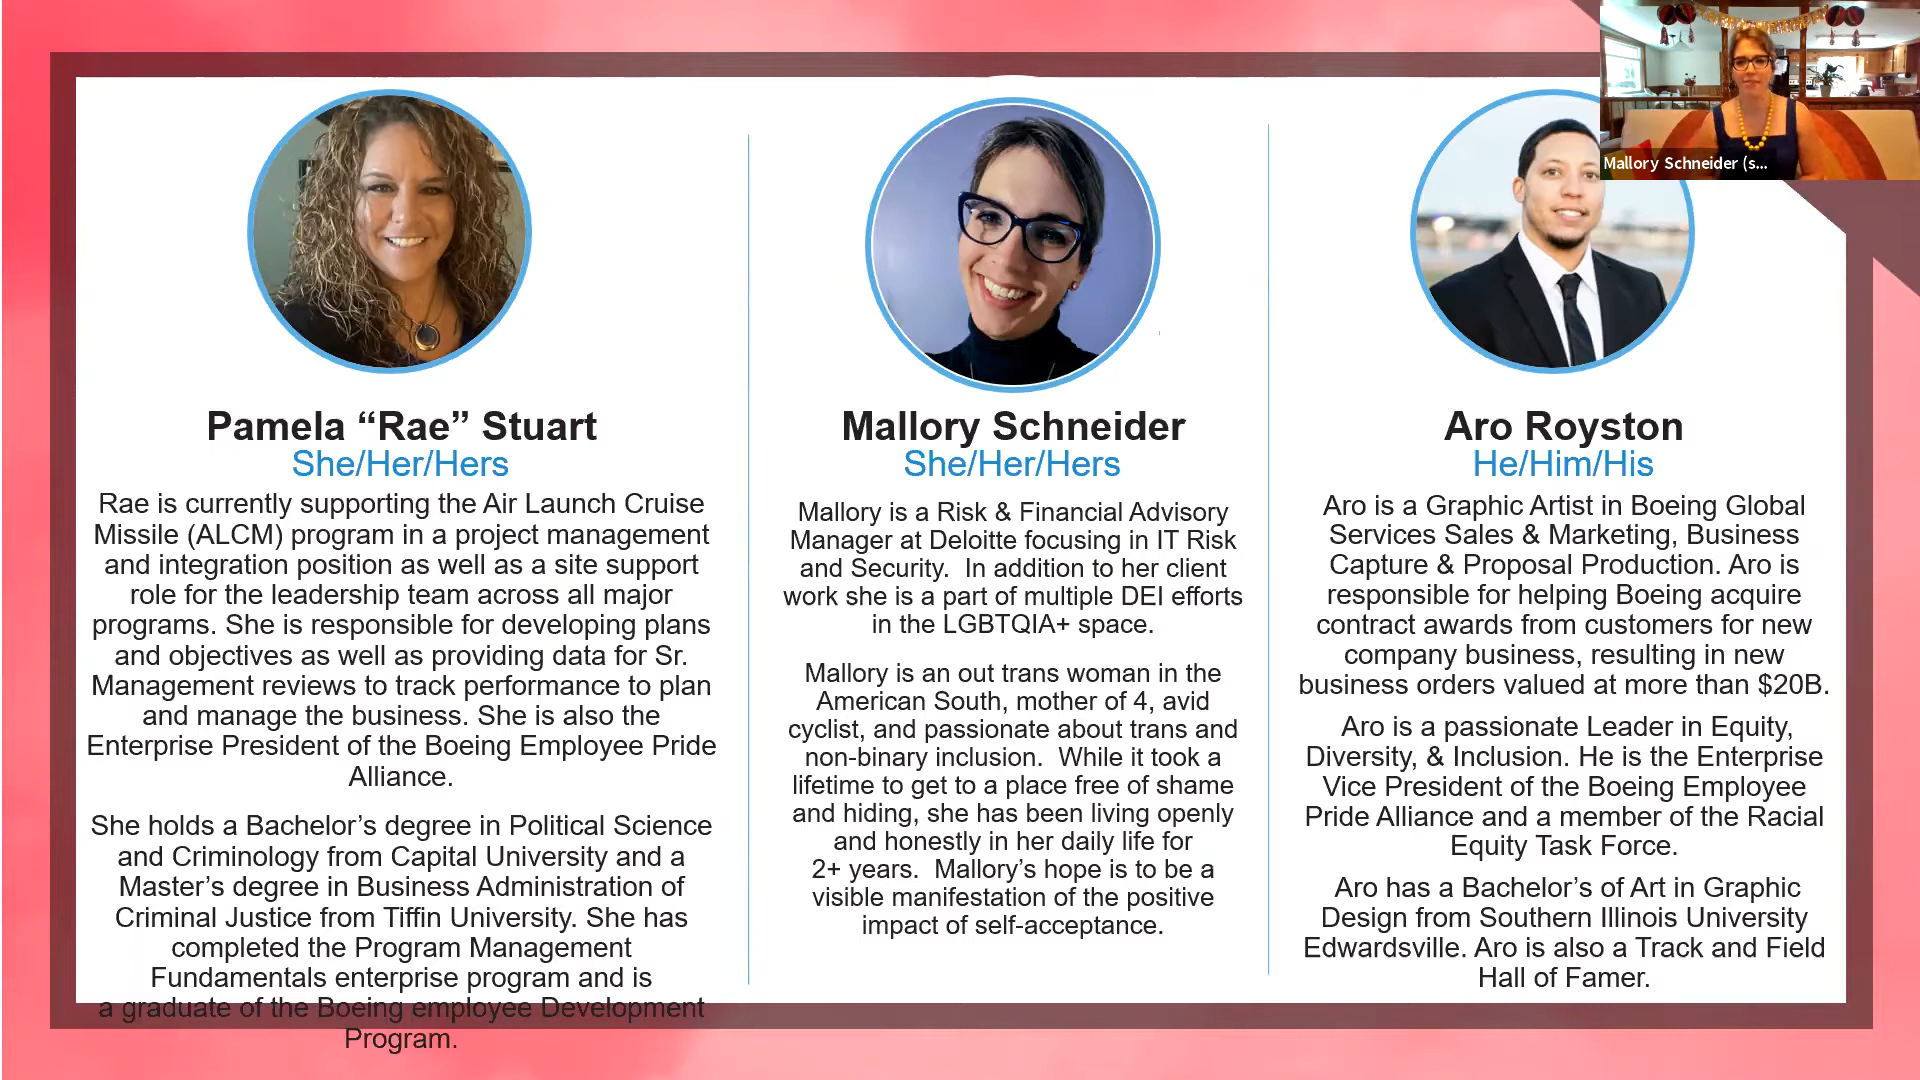 Mallory Schneider (s...
Pamela “Rae” Stuart
She/Her/Hers
Rae is currently supporting the Air Launch Cruise
Missile (ALCM) program in a project management
and integration position as well as a site support
role for the leadership team across all major
programs. She is responsible for developing plans
and objectives as well as providing data for Sr.
Management reviews to track performance to plan
and manage the business. She is also the
Enterprise President of the Boeing Employee Pride
Alliance.
She holds a Bachelor’s degree in Political Science
and Criminology from Capital University and a
Master’s degree in Business Administration of
Criminal Justice from Tiffin University. She has
completed the Program Management
Fundamentals enterprise program and is
a graduate of the Boeing employee Development
Program.
Mallory Schneider
She/Her/Hers
Mallory is a Risk & Financial Advisory
Manager at Deloitte focusing in IT Risk
and Security.  In addition to her client
work she is a part of multiple DEI efforts
in the LGBTQIA+ space.
Mallory is an out trans woman in the
American South, mother of 4, avid
cyclist, and passionate about trans and
non-binary inclusion.  While it took a
lifetime to get to a place free of shame
and hiding, she has been living openly
and honestly in her daily life for
2+ years.  Mallory’s hope is to be a
visible manifestation of the positive
impact of self-acceptance.
Aro Royston
He/Him/His
Aro is a Graphic Artist in Boeing Global
Services Sales & Marketing, Business
Capture & Proposal Production. Aro is
responsible for helping Boeing acquire
contract awards from customers for new
company business, resulting in new
business orders valued at more than $20B.
Aro is a passionate Leader in Equity,
Diversity, & Inclusion. He is the Enterprise
Vice President of the Boeing Employee
Pride Alliance and a member of the Racial
Equity Task Force.
Aro has a Bachelor’s of Art in Graphic
Design from Southern Illinois University
Edwardsville. Aro is also a Track and Field
Hall of Famer.